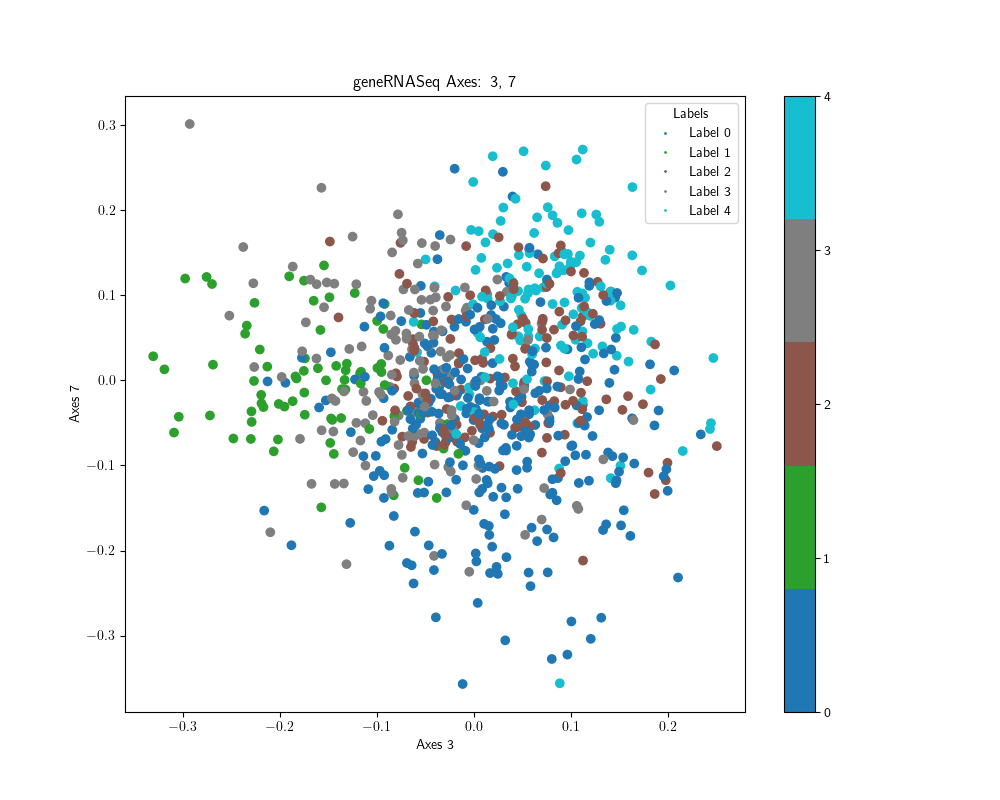 geneRNASeq Axes: 3, 7
Labels
Label 0
Label 1
Label 2
Label 3
Label 4
0.3
0.2
0.1
0.0
−0.1
−0.2
−0.3
Axes 7
−0.3
−0.2
−0.1
0.0
0.1
0.2
Axes 3
4
3
2
1
0